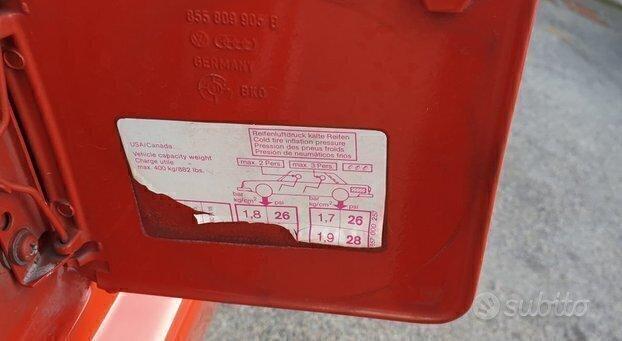 855 809 905 E
GERMANY
BKO
USA/Canada
Vehicle capacity weight
Charge utile
max. 400 kg/882 lbs.
Reifenluftdruck kalte Reifen
Cold tire inflation pressure
Pression des pneus froids
Presión de neumáticos fríos
max. 2 Pers.
max. 3 Pers.
bar
kg/cm²
psi
bar
kg/cm²
psi
1,8 26
1,7 26
1,9 28
subito